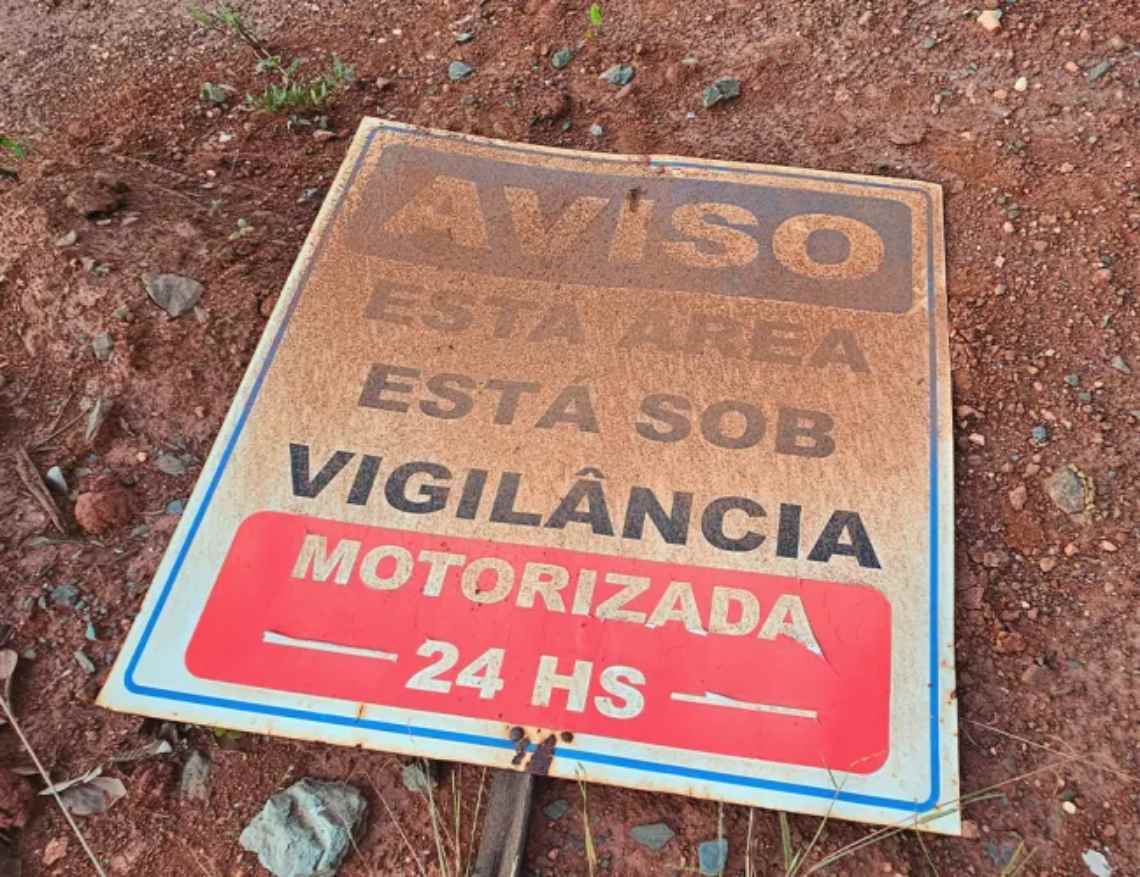 AVISO
ESTA ÁREA
ESTÁ SOB
VIGILÂNCIA
MOTORIZADA
24 HS